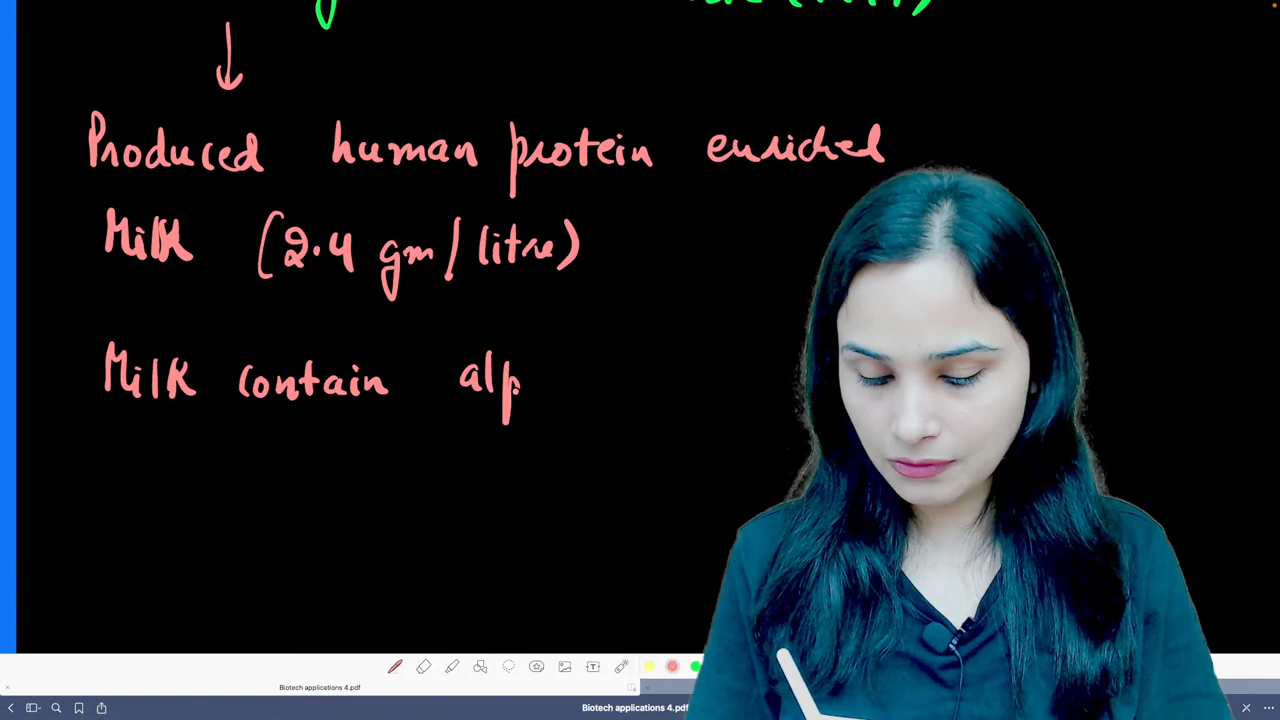 Produced human protein enriched
Milk (2.4 gm/litre)
Milk contain alp
Biotech applications 4.pdf
Biotech applications 4.pdf